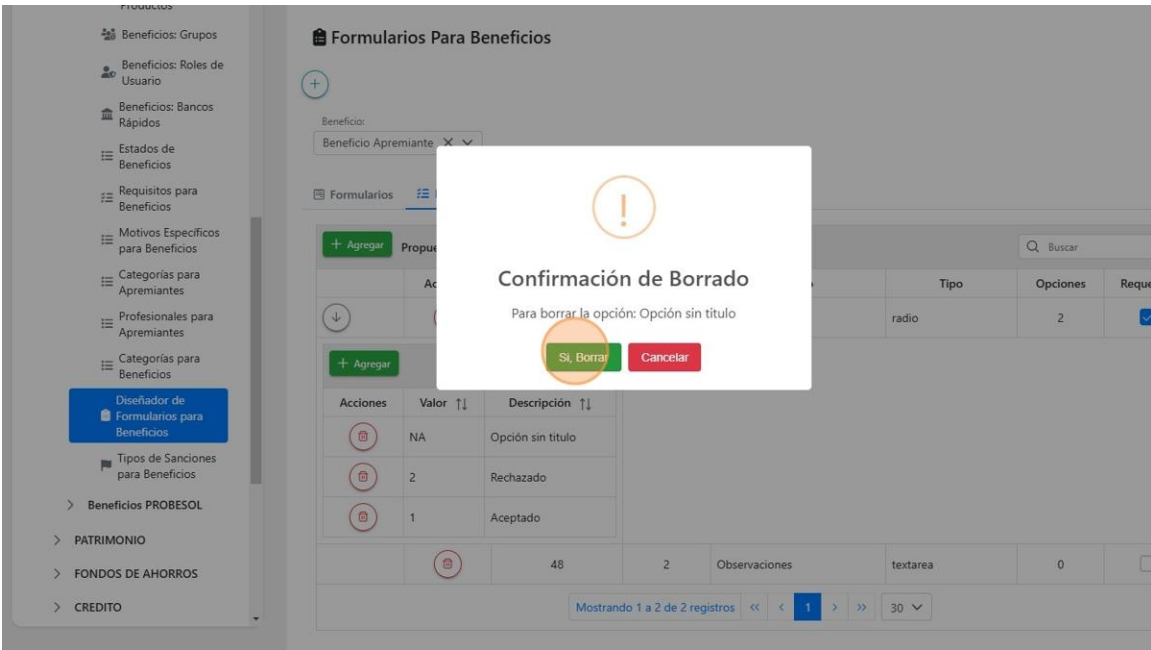 Productos
Beneficios: Grupos
Beneficios: Roles de
Usuario
Beneficios: Bancos
Rápidos
Estados de
Beneficios
Requisitos para
Beneficios
Motivos Específicos
para Beneficios
Categorías para
Apremiantes
Profesionales para
Apremiantes
Categorías para
Beneficios
Diseñador de
Formularios para
Beneficios
Tipos de Sanciones
para Beneficios
Beneficios PROBESOL
PATRIMONIO
FONDOS DE AHORROS
CREDITO
Formularios Para Beneficios
Beneficio:
Beneficio Apremiante
Formularios
+ Agregar Propue
Buscar
Ac Tipo Opciones Reque
radio 2
Confirmación de Borrado
Para borrar la opción: Opción sin titulo
Si, Borrar Cancelar
+ Agregar
Acciones Valor Descripción
NA Opción sin titulo
2 Rechazado
1 Aceptado
48 2 Observaciones textarea 0
Mostrando 1 a 2 de 2 registros << < 1 > >> 30